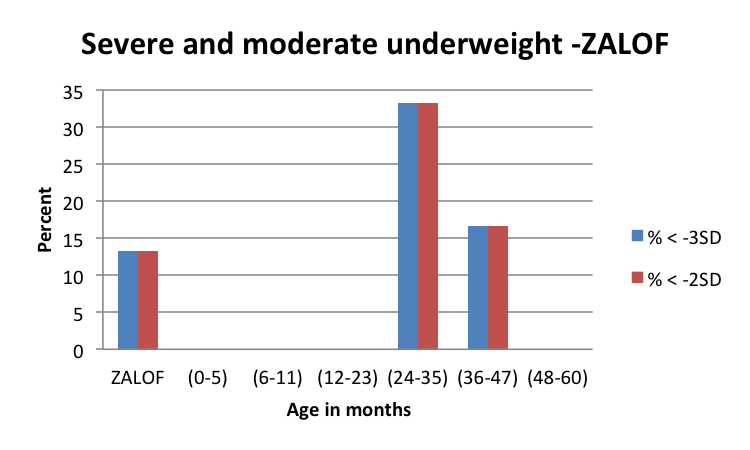 Severe and moderate underweight -ZALOF
35
30
25
20
15
10
5
0
Percent
ZALOF (0-5) (6-11) (12-23) (24-35) (36-47) (48-60)
Age in months
% < -3SD
% < -2SD